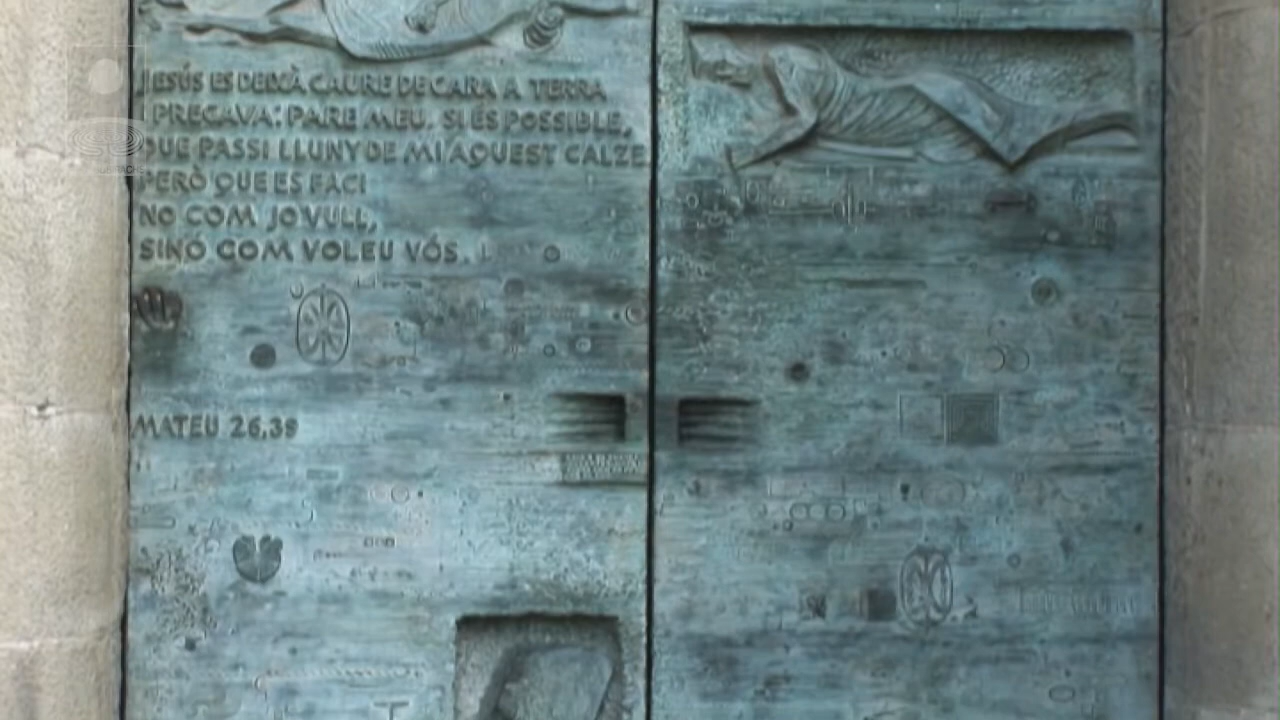 JESÚS ES DEIXÀ CAURE DE CARA A TERRA
I PREGAVA: PARE MEU, SI ÉS POSSIBLE,
QUE PASSI LLUNY DE MI AQUEST CALZE.
PERÒ QUE ES FACI
NO COM JO VULL,
SINÓ COM VOLEU VÓS.
MATEU 26,39